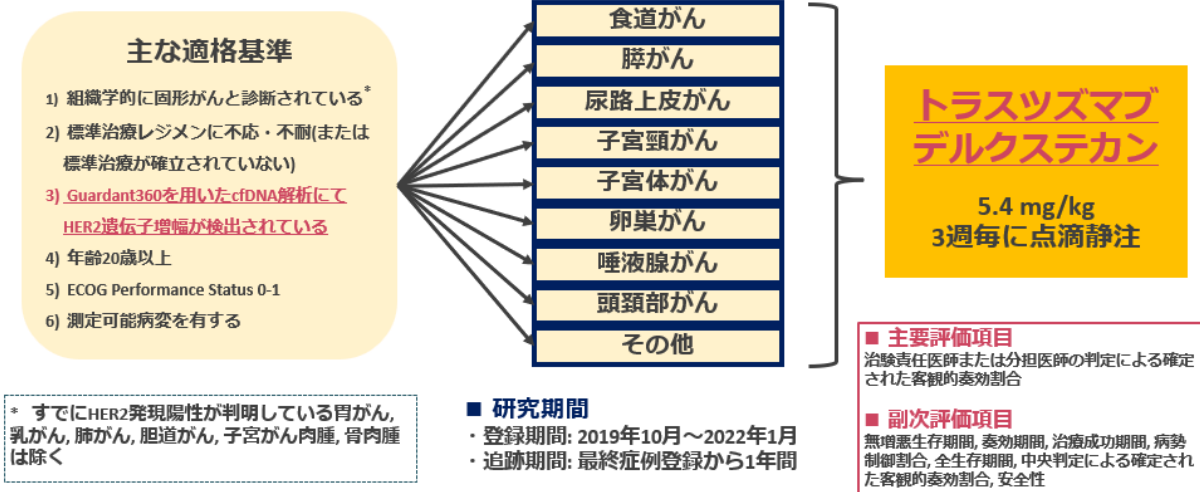 主な適格基準
1) 組織学的に固形がんと診断されている*
2) 標準治療レジメンに不応・不耐(または
標準治療が確立されていない)
3) Guardant360を用いたcfDNA解析にて
HER2遺伝子増幅が検出されている
4) 年齢20歳以上
5) ECOG Performance Status 0-1
6) 測定可能病変を有する
* すでにHER2発現陽性が判明している胃がん,
乳がん, 肺がん, 胆道がん, 子宮がん肉腫, 骨肉腫
は除く
食道がん
膵がん
尿路上皮がん
子宮頸がん
子宮体がん
卵巣がん
唾液腺がん
頭頚部がん
その他
■ 研究期間
・登録期間: 2019年10月～2022年1月
・追跡期間: 最終症例登録から1年間
トラスツズマブ
デルクステカン
5.4 mg/kg
3週毎に点滴静注
■ 主要評価項目
治験責任医師または分担医師の判定による確定
された客観的奏効割合
■ 副次評価項目
無増悪生存期間, 奏効期間, 治療成功期間, 病勢
制御割合, 全生存期間, 中央判定による確定され
た客観的奏効割合, 安全性